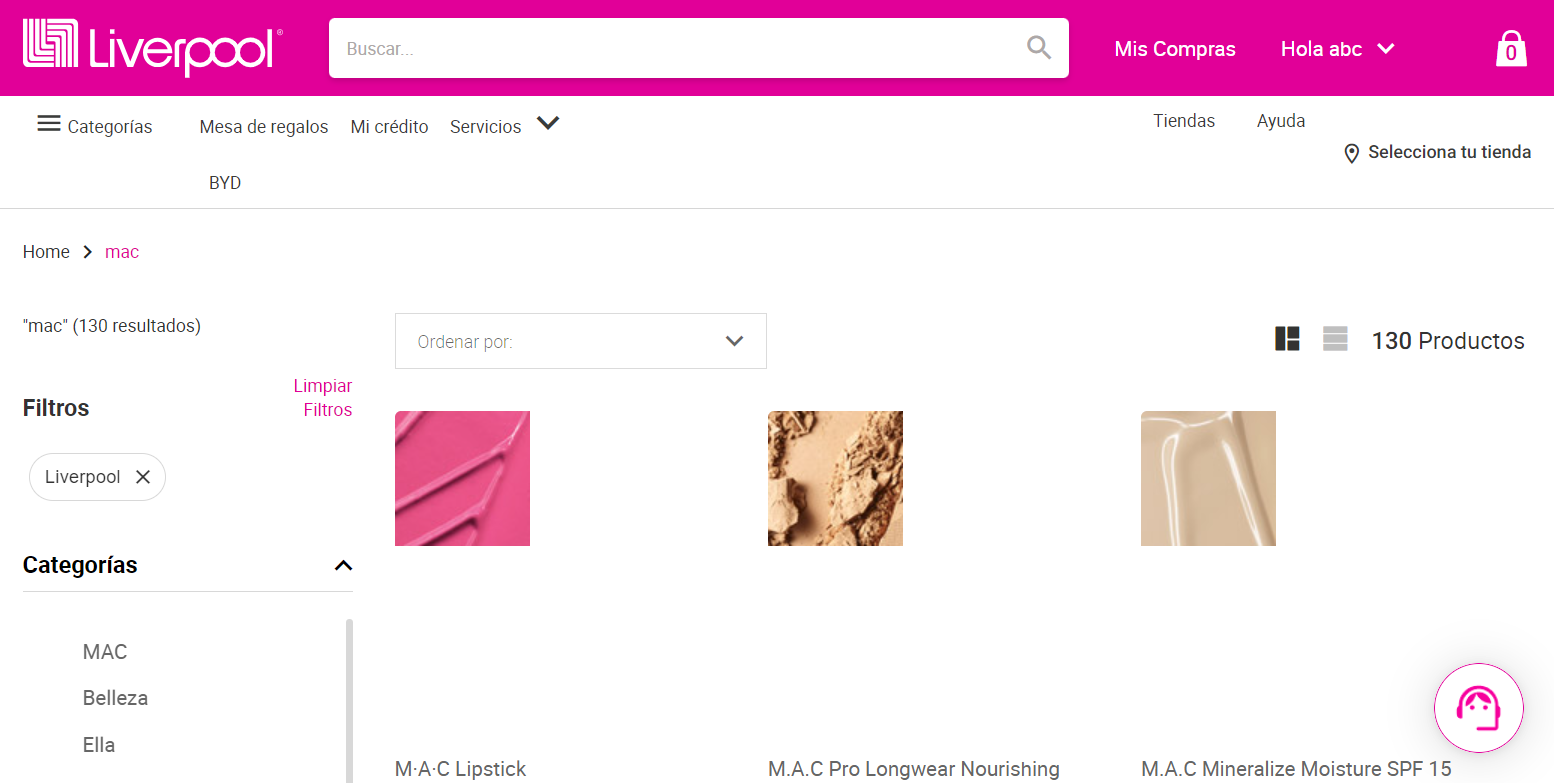 Liverpool®
Buscar...
Mis Compras
Hola abc
0
Categorías
Mesa de regalos
Mi crédito
Servicios
Tiendas
Ayuda
Selecciona tu tienda
BYD
Home
mac
"mac" (130 resultados)
Ordenar por:
130 Productos
Filtros
Limpiar
Filtros
Liverpool
Categorías
MAC
Belleza
Ella
M·A·C Lipstick
M.A.C Pro Longwear Nourishing
M.A.C Mineralize Moisture SPF 15